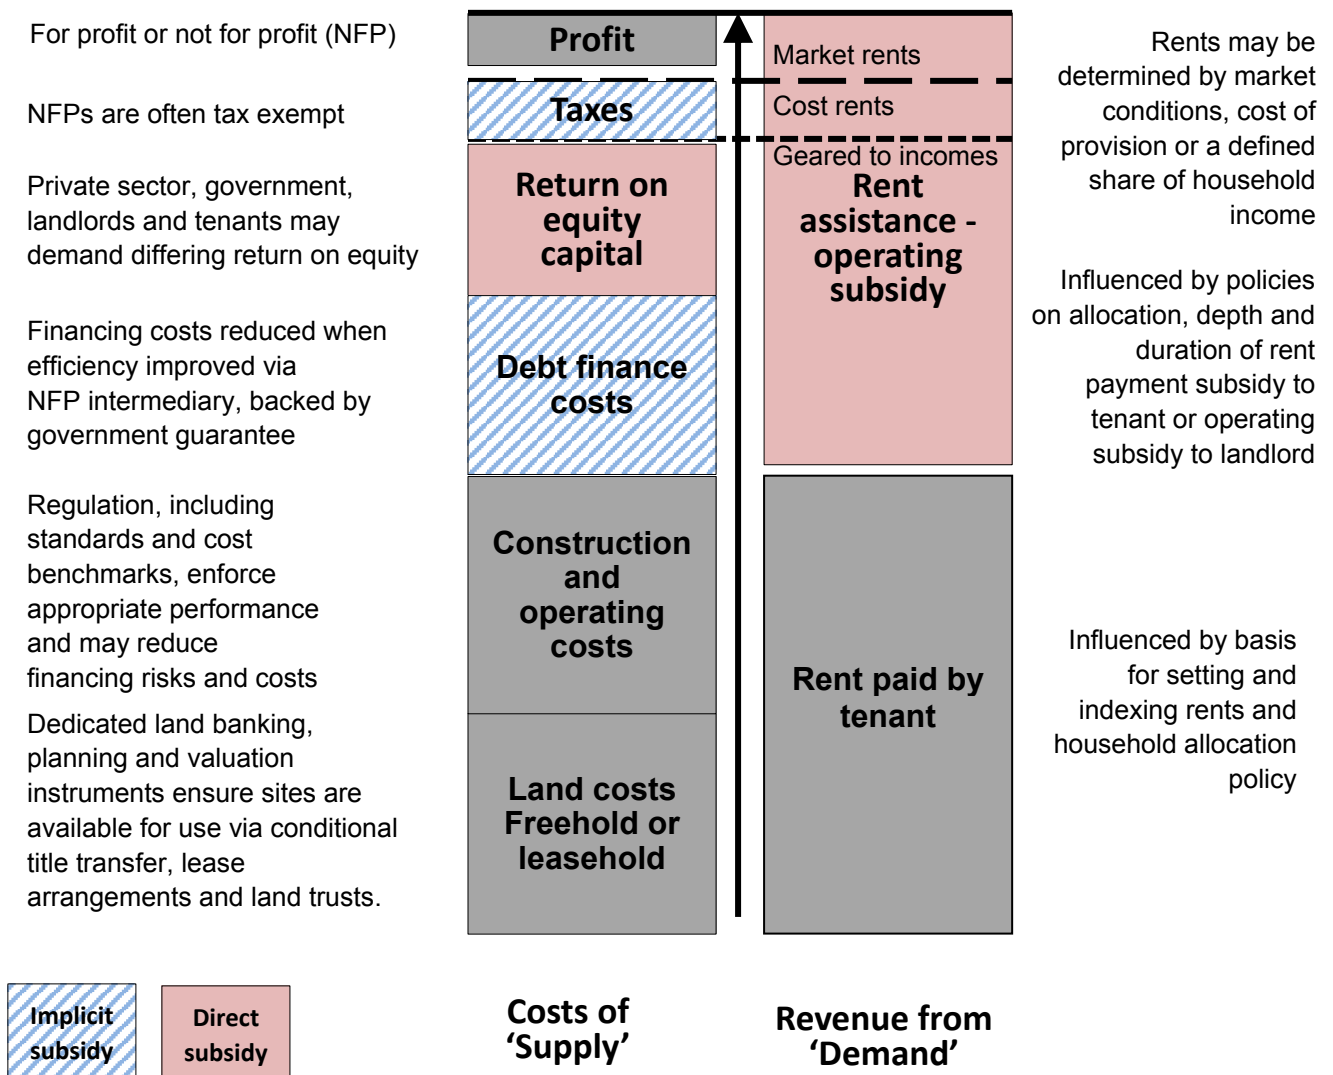 For profit or not for profit (NFP)
NFPs are often tax exempt
Private sector, government,
landlords and tenants may
demand differing return on equity
Financing costs reduced when
efficiency improved via
NFP intermediary, backed by
government guarantee
Regulation, including
standards and cost
benchmarks, enforce
appropriate performance
and may reduce
financing risks and costs
Dedicated land banking,
planning and valuation
instruments ensure sites are
available for use via conditional
title transfer, lease
arrangements and land trusts.
Profit
Taxes
Return on
equity
capital
Debt finance
costs
Construction
and
operating
costs
Land costs
Freehold or
leasehold
Market rents
Cost rents
Geared to incomes
Rent
assistance -
operating
subsidy
Rent paid by
tenant
Rents may be
determined by market
conditions, cost of
provision or a defined
share of household
income
Influenced by policies
on allocation, depth and
duration of rent
payment subsidy to
tenant or operating
subsidy to landlord
Influenced by basis
for setting and
indexing rents and
household allocation
policy
Implicit
subsidy
Direct
subsidy
Costs of
‘Supply’
Revenue from
‘Demand’